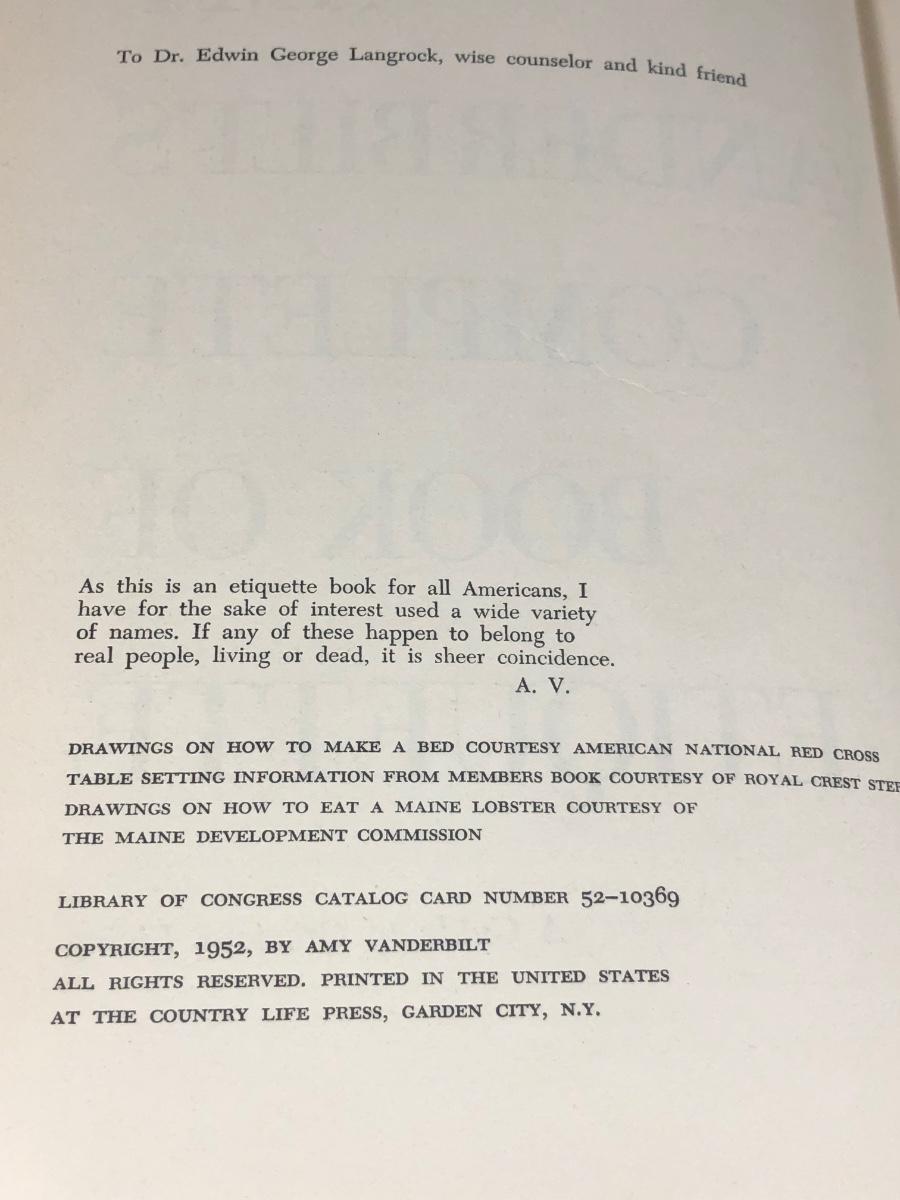 To Dr. Edwin George Langrock, wise counselor and kind friend
As this is an etiquette book for all Americans, I
have for the sake of interest used a wide variety
of names. If any of these happen to belong to
real people, living or dead, it is sheer coincidence.
A. V.
DRAWINGS ON HOW TO MAKE A BED COURTESY AMERICAN NATIONAL RED CROSS
TABLE SETTING INFORMATION FROM MEMBERS BOOK COURTESY OF ROYAL CREST
DRAWINGS ON HOW TO EAT A MAINE LOBSTER COURTESY OF
THE MAINE DEVELOPMENT COMMISSION
LIBRARY OF CONGRESS CATALOG CARD NUMBER 52–10369
COPYRIGHT, 1952, BY AMY VANDERBILT
ALL RIGHTS RESERVED. PRINTED IN THE UNITED STATES
AT THE COUNTRY LIFE PRESS, GARDEN CITY, N.Y.